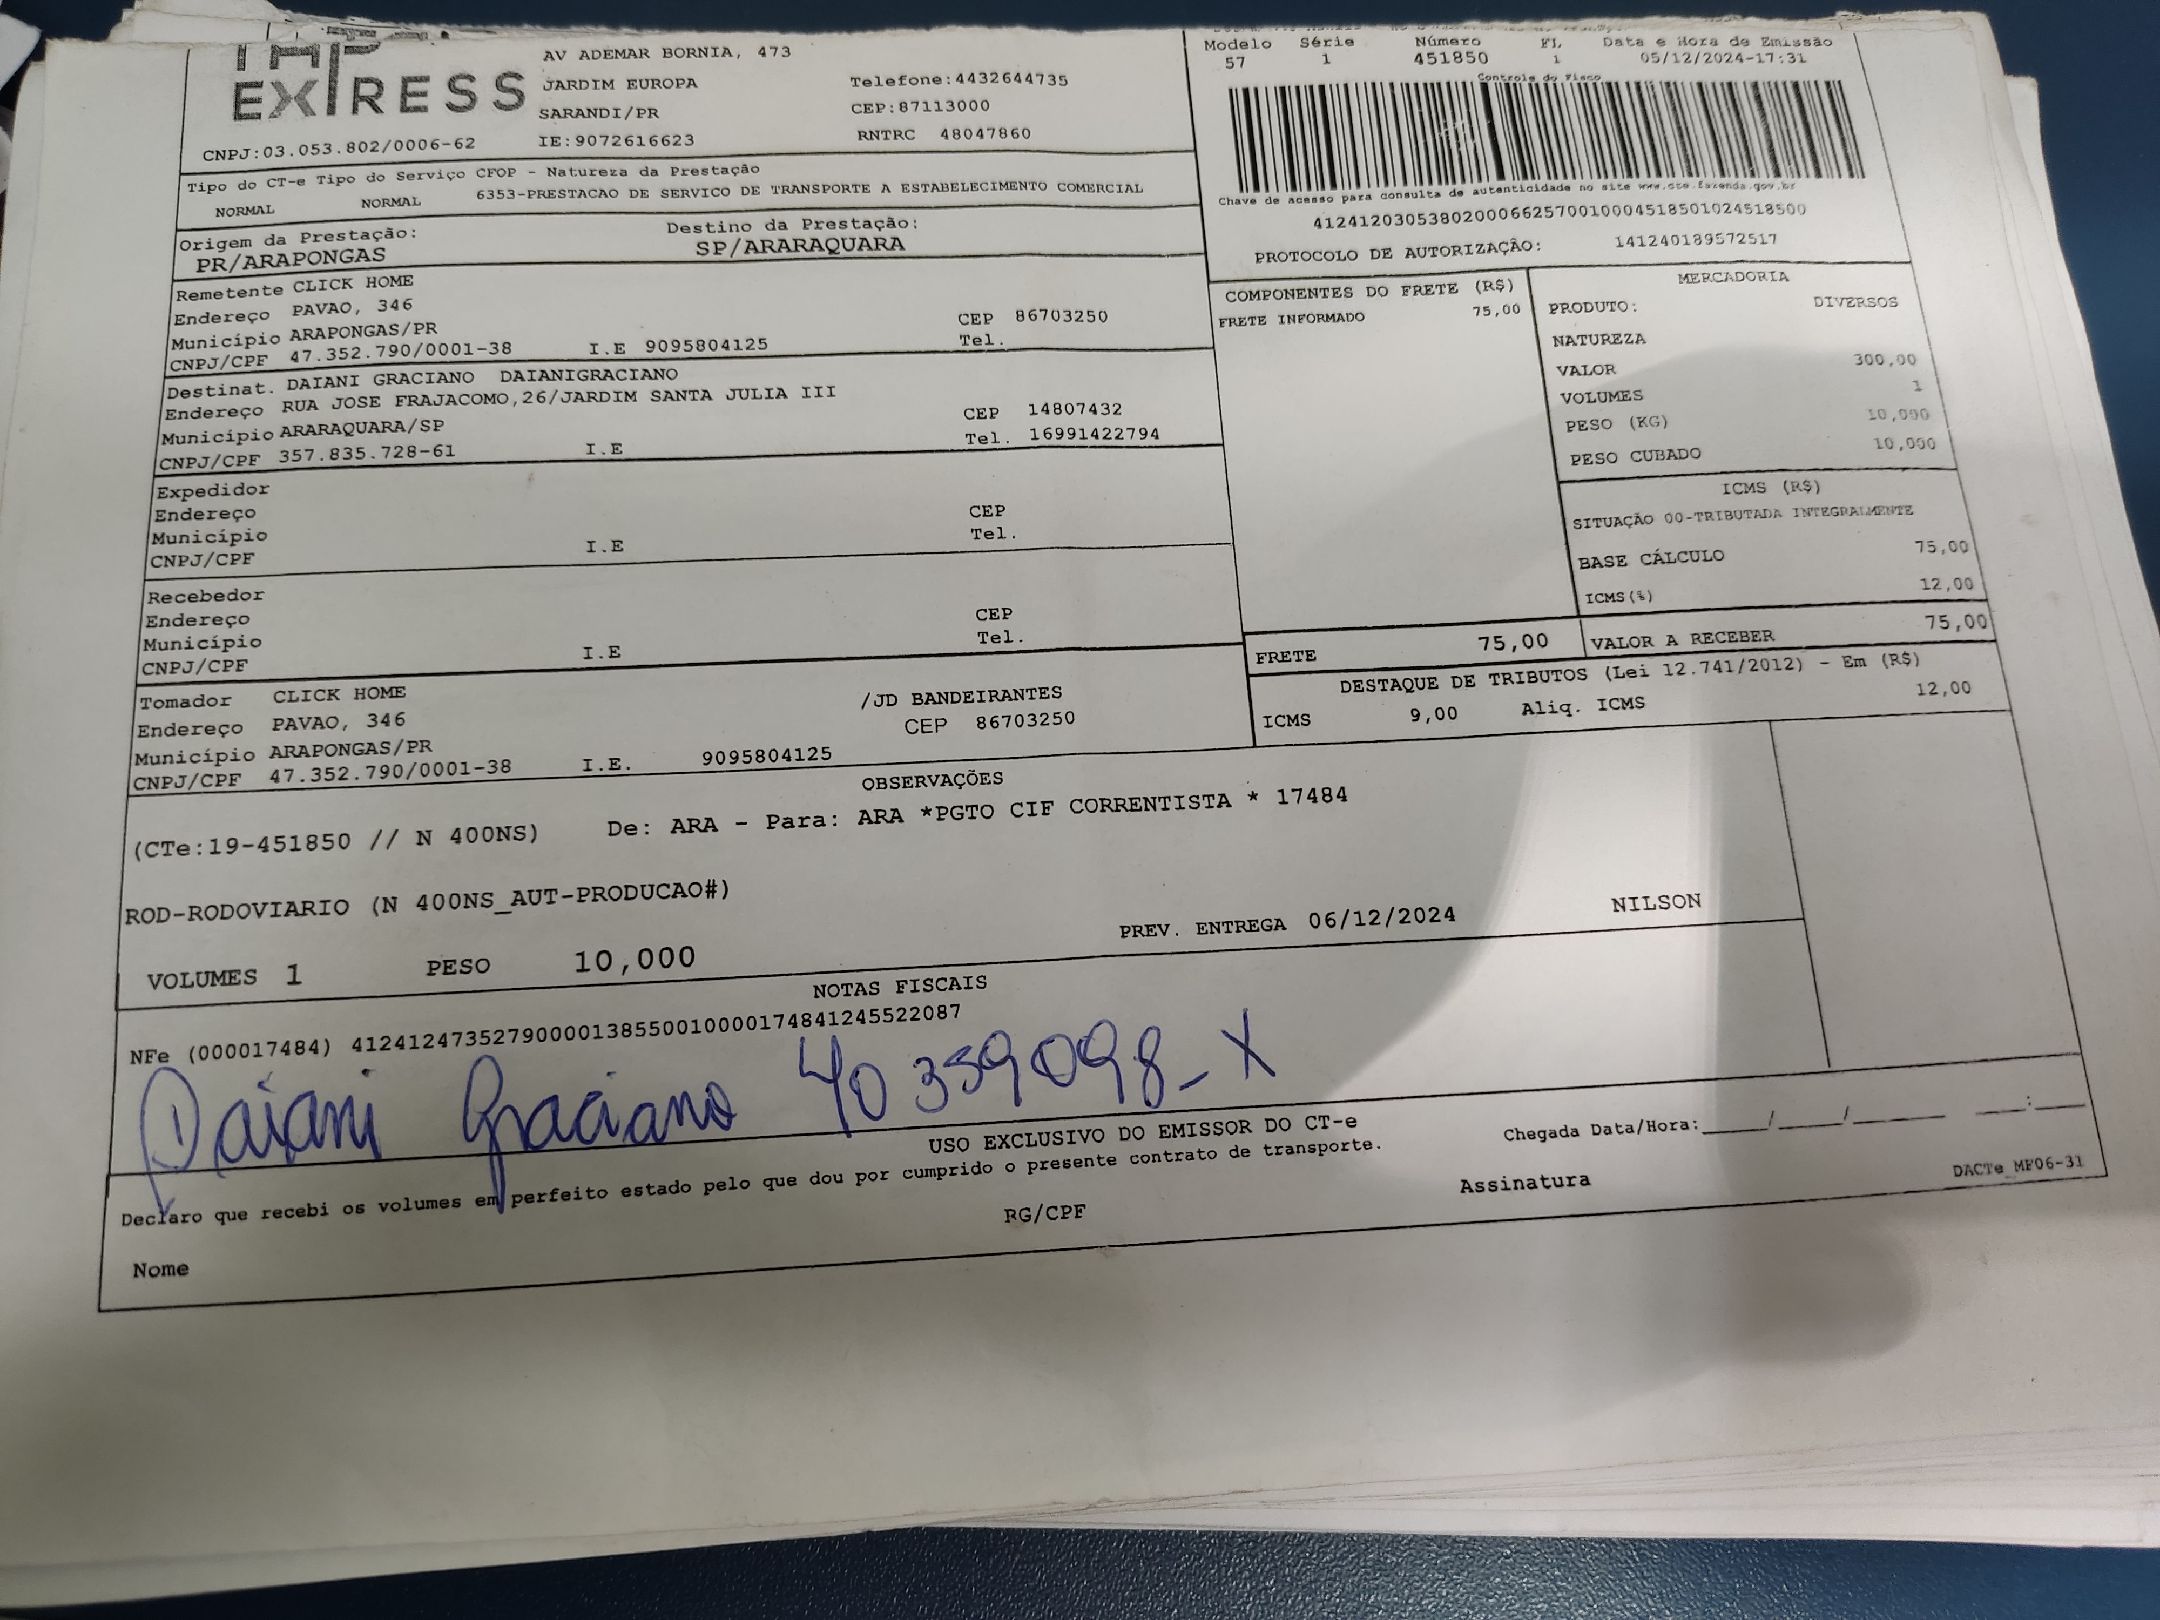 EXPRESS
AV ADEMAR BORNIA, 473
JARDIM EUROPA
Telefone:4432644735
SARANDI/PR
CEP:87113000
CNPJ:03.053.802/0006-62
IE:9072616623
RNTRC 48047860
Modelo Série Número FL Data e Hora de Emissão
57 1 451850 1 05/12/2024-17:31
Controle do Fisco
Chave de acesso para consulta de autenticidade no site www.cte.fazenda.gov.br
41241203053802000662570010004518501024518500
PROTOCOLO DE AUTORIZAÇÃO: 141240189572517
Tipo do CT-e Tipo do Serviço CFOP - Natureza da Prestação
NORMAL NORMAL 6353-PRESTACAO DE SERVICO DE TRANSPORTE A ESTABELECIMENTO COMERCIAL
Origem da Prestação: Destino da Prestação:
PR/ARAPONGAS SP/ARARAQUARA
Remetente CLICK HOME
Endereço PAVAO, 346
Município ARAPONGAS/PR CEP 86703250
CNPJ/CPF 47.352.790/0001-38 I.E 9095804125 Tel.
Destinat. DAIANI GRACIANO DAIANIGRACIANO
Endereço RUA JOSE FRAJACOMO,26/JARDIM SANTA JULIA III
Município ARARAQUARA/SP CEP 14807432
CNPJ/CPF 357.835.728-61 I.E Tel. 16991422794
Expedidor
Endereço
Município CEP
CNPJ/CPF I.E Tel.
Recebedor
Endereço
Município CEP
CNPJ/CPF I.E Tel.
Tomador CLICK HOME
Endereço PAVAO, 346 /JD BANDEIRANTES
Município ARAPONGAS/PR CEP 86703250
CNPJ/CPF 47.352.790/0001-38 I.E. 9095804125
COMPONENTES DO FRETE (R$)
FRETE INFORMADO 75,00
MERCADORIA
PRODUTO: DIVERSOS
NATUREZA
VALOR 300,00
VOLUMES 1
PESO (KG) 10,000
PESO CUBADO 10,000
ICMS (R$)
SITUAÇÃO 00-TRIBUTADA INTEGRALMENTE
BASE CÁLCULO 75,00
ICMS(%) 12,00
FRETE 75,00 VALOR A RECEBER 75,00
DESTAQUE DE TRIBUTOS (Lei 12.741/2012) - Em (R$)
ICMS 9,00 Aliq. ICMS 12,00
OBSERVAÇÕES
(CTe:19-451850 // N 400NS) De: ARA - Para: ARA *PGTO CIF CORRENTISTA * 17484
ROD-RODOVIARIO (N 400NS_AUT-PRODUCAO#)
VOLUMES 1 PESO 10,000 PREV. ENTREGA 06/12/2024 NILSON
NOTAS FISCAIS
NFe (000017484) 41241247352790000138550010000174841245522087
Daiani Graciano 40359098-X
USO EXCLUSIVO DO EMISSOR DO CT-e
Declaro que recebi os volumes em perfeito estado pelo que dou por cumprido o presente contrato de transporte.
Chegada Data/Hora:____/____/____ ___:___
Nome RG/CPF Assinatura DACTe_MF06-31